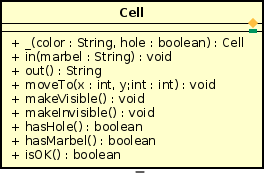 Cell
+ _(color : String, hole : boolean) : Cell
+ in(marbel : String) : void
+ out() : String
+ moveTo(x : int, y;int : int) : void
+ makeVisible() : void
+ makeInvisible() : void
+ hasHole() : boolean
+ hasMarbel() : boolean
+ isOK() : boolean